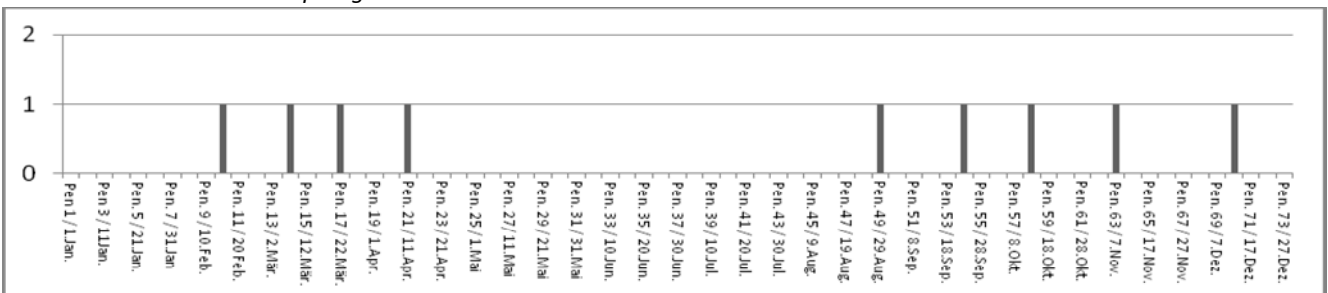 2
1
0
Pen 1 / 1.Jan.
Pen 3 / 11Jan.
Pen. 5 / 21.Jan.
Pen. 7 / 31.Jan
Pen. 9 / 10.Feb.
Pen. 11 / 20 Feb.
Pen. 13 / 2.Mär.
Pen. 15 / 12.Mär.
Pen. 17 / 22.Mär.
Pen. 19 / 1.Apr.
Pen. 21 / 11.Apr.
Pen. 23 / 21.Apr.
Pen. 25 / 1.Mai
Pen. 27 / 11.Mai
Pen. 29 / 21.Mai
Pen. 31 / 31.Mai
Pen. 33 / 10.Jun.
Pen. 35 / 20.Jun.
Pen. 37 / 30.Jun.
Pen. 39 / 10.Jul.
Pen. 41 / 20.Jul.
Pen. 43 / 30.Jul.
Pen. 45 / 9.Aug.
Pen. 47 / 19.Aug.
Pen. 49 / 29.Aug.
Pen. 51 / 8.Sep.
Pen. 53 / 18.Sep.
Pen. 55 / 28.Sep.
Pen. 57 / 8.Okt.
Pen. 59 / 18.Okt.
Pen. 61 / 28.Okt.
Pen. 63 / 7.Nov.
Pen. 65 / 17.Nov.
Pen. 67 / 27.Nov.
Pen. 69 / 7.Dez.
Pen. 71 / 17.Dez.
Pen. 73 / 27.Dez.